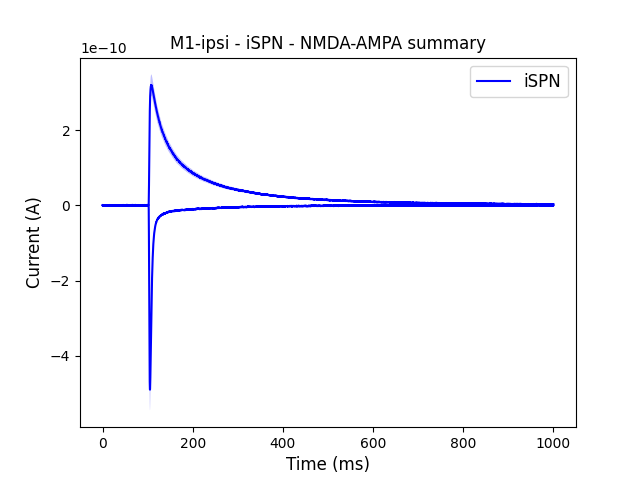 M1-ipsi - iSPN - NMDA-AMPA summary
1e−10
iSPN
2
0
−2
−4
Current (A)
0 200 400 600 800 1000
Time (ms)